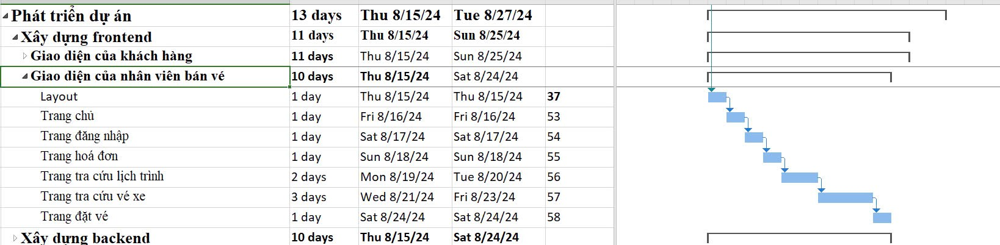 Phát triển dự án 13 days Thu 8/15/24 Tue 8/27/24
Xây dựng frontend 11 days Thu 8/15/24 Sun 8/25/24
Giao diện của khách hàng 11 days Thu 8/15/24 Sun 8/25/24
Giao diện của nhân viên bán vé 10 days Thu 8/15/24 Sat 8/24/24
Layout 1 day Thu 8/15/24 Thu 8/15/24 37
Trang chủ 1 day Fri 8/16/24 Fri 8/16/24 53
Trang đăng nhập 1 day Sat 8/17/24 Sat 8/17/24 54
Trang hoá đơn 1 day Sun 8/18/24 Sun 8/18/24 55
Trang tra cứu lịch trình 2 days Mon 8/19/24 Tue 8/20/24 56
Trang tra cứu vé xe 3 days Wed 8/21/24 Fri 8/23/24 57
Trang đặt vé 1 day Sat 8/24/24 Sat 8/24/24 58
Xây dựng backend 10 days Thu 8/15/24 Sat 8/24/24